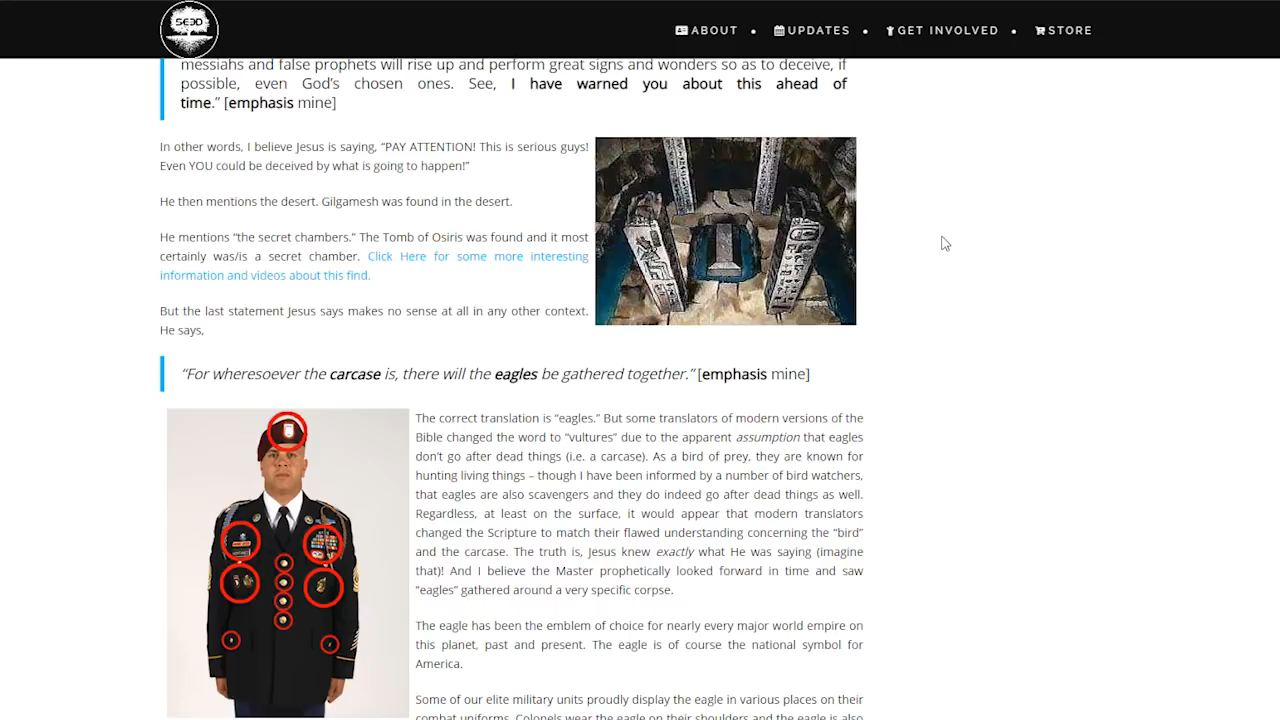 SEED
ABOUT • UPDATES • GET INVOLVED • STORE
messiahs and false prophets will rise up and perform great signs and wonders so as to deceive, if
possible, even God's chosen ones. See, I have warned you about this ahead of
time." [emphasis mine]
In other words, I believe Jesus is saying, "PAY ATTENTION! This is serious guys!
Even YOU could be deceived by what is going to happen!"
He then mentions the desert. Gilgamesh was found in the desert.
He mentions "the secret chambers." The Tomb of Osiris was found and it most
certainly was/is a secret chamber. Click Here for some more interesting
information and videos about this find.
But the last statement Jesus says makes no sense at all in any other context.
He says,
"For wheresoever the carcase is, there will the eagles be gathered together." [emphasis mine]
The correct translation is "eagles." But some translators of modern versions of the
Bible changed the word to "vultures" due to the apparent assumption that eagles
don't go after dead things (i.e. a carcase). As a bird of prey, they are known for
hunting living things – though I have been informed by a number of bird watchers,
that eagles are also scavengers and they do indeed go after dead things as well.
Regardless, at least on the surface, it would appear that modern translators
changed the Scripture to match their flawed understanding concerning the "bird"
and the carcase. The truth is, Jesus knew exactly what He was saying (imagine
that)! And I believe the Master prophetically looked forward in time and saw
"eagles" gathered around a very specific corpse.
The eagle has been the emblem of choice for nearly every major world empire on
this planet, past and present. The eagle is of course the national symbol for
America.
Some of our elite military units proudly display the eagle in various places on their
combat uniforms. Colonels wear the eagle on their shoulders and the eagle is also